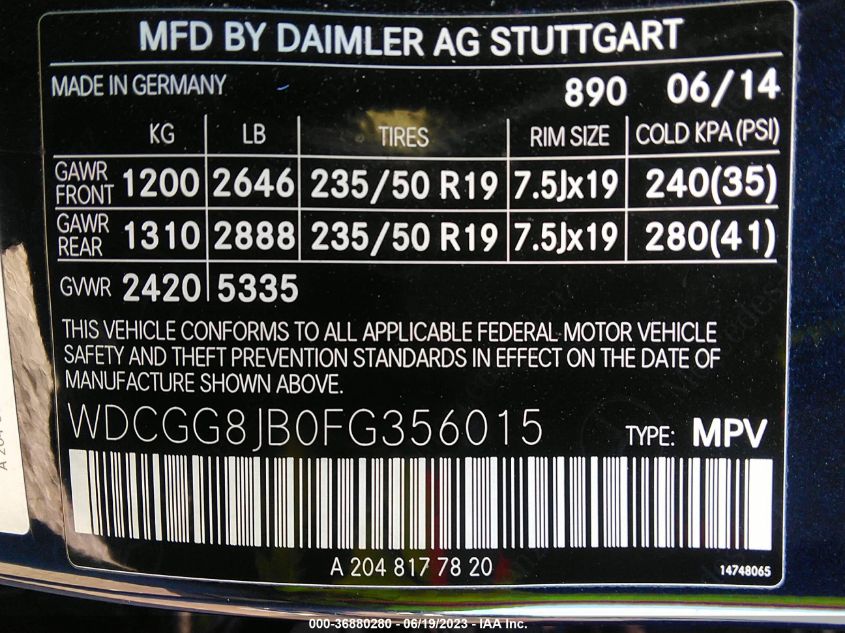 MFD BY DAIMLER AG STUTTGART
MADE IN GERMANY 890 06/14
KG LB TIRES RIM SIZE COLD KPA (PSI)
GAWR FRONT 1200 2646 235/50 R19 7.5Jx19 240(35)
GAWR REAR 1310 2888 235/50 R19 7.5Jx19 280(41)
GVWR 2420 5335
THIS VEHICLE CONFORMS TO ALL APPLICABLE FEDERAL MOTOR VEHICLE
SAFETY AND THEFT PREVENTION STANDARDS IN EFFECT ON THE DATE OF
MANUFACTURE SHOWN ABOVE.
WDCGG8JB0FG356015 TYPE: MPV
A 204 817 78 20
14748065
000-36880280 - 06/19/2023 - IAA Inc.